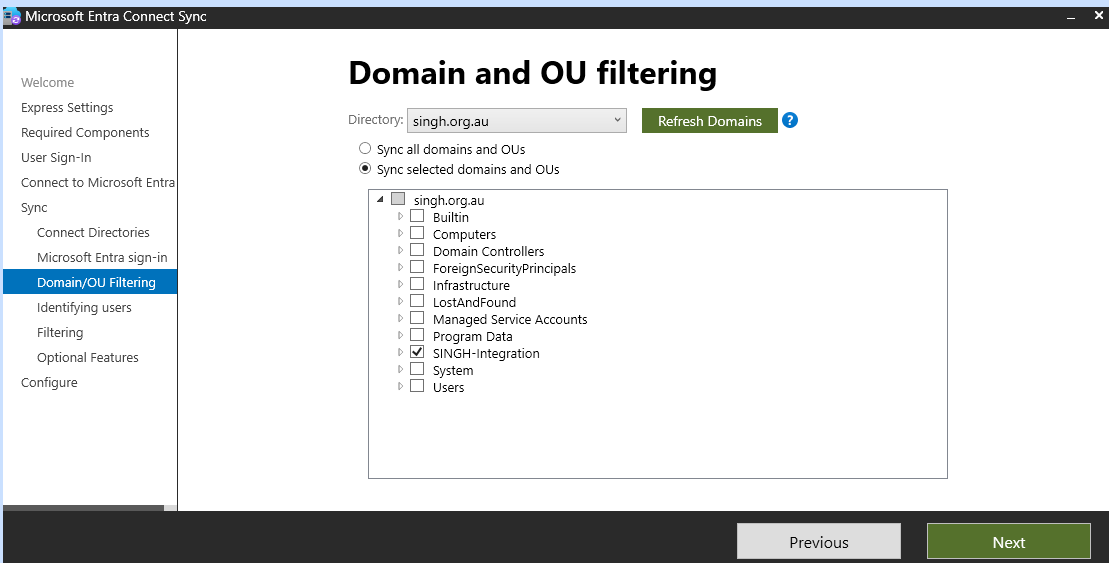 Microsoft Entra Connect Sync
Welcome
Express Settings
Required Components
User Sign-In
Connect to Microsoft Entra
Sync
Connect Directories
Microsoft Entra sign-in
Domain/OU Filtering
Identifying users
Filtering
Optional Features
Configure
Domain and OU filtering
Directory: singh.org.au Refresh Domains ?
Sync all domains and OUs
Sync selected domains and OUs
singh.org.au
Builtin
Computers
Domain Controllers
ForeignSecurityPrincipals
Infrastructure
LostAndFound
Managed Service Accounts
Program Data
SINGH-Integration
System
Users
Previous Next